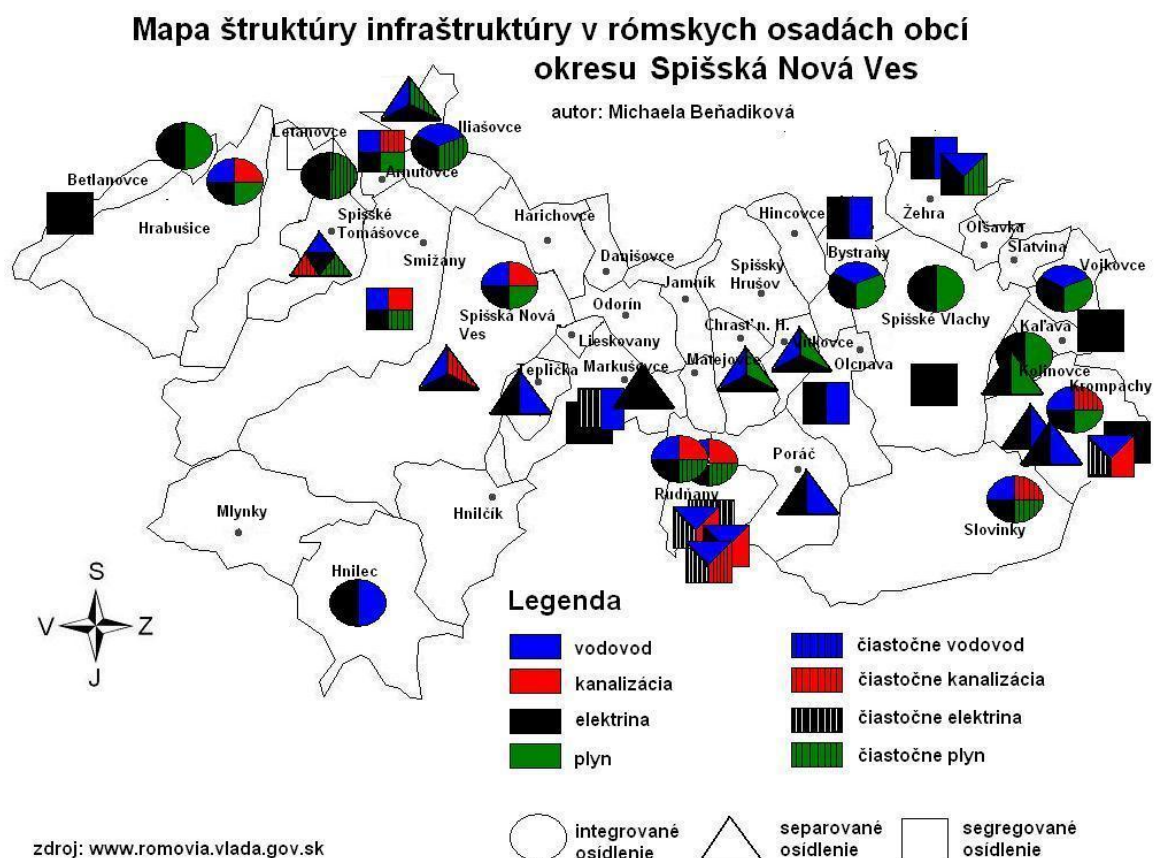 Mapa štruktúry infraštruktúry v rómskych osadách obcí
okresu Spišská Nová Ves
autor: Michaela Beňadiková
Letanovce
Iliašovce
Betlanovce
Arnutovce
Hrabušice
Spišské
Tomášovce
Smižany
Harichovce
Hincovce
Žehra
Oľšavka
Slatvina
Danišovce
Spišsky
Hrušov
Bystrany
Vojkovce
Jamník
Odorín
Spišská Nová
Ves
Spišské Vlachy
Chrasť n. H.
Kaľava
Lieskovany
Vítkovce
Matejovce
Olcnava
Teplička
Markušovce
Kolinovce
Krompachy
Poráč
Rudňany
Slovinky
Mlynky
Hnilčík
Hnilec
S
V
Z
J
Legenda
vodovod
čiastočne vodovod
kanalizácia
čiastočne kanalizácia
elektrina
čiastočne elektrina
plyn
čiastočne plyn
integrované
osídlenie
separované
osídlenie
segregované
osídlenie
zdroj: www.romovia.vlada.gov.sk